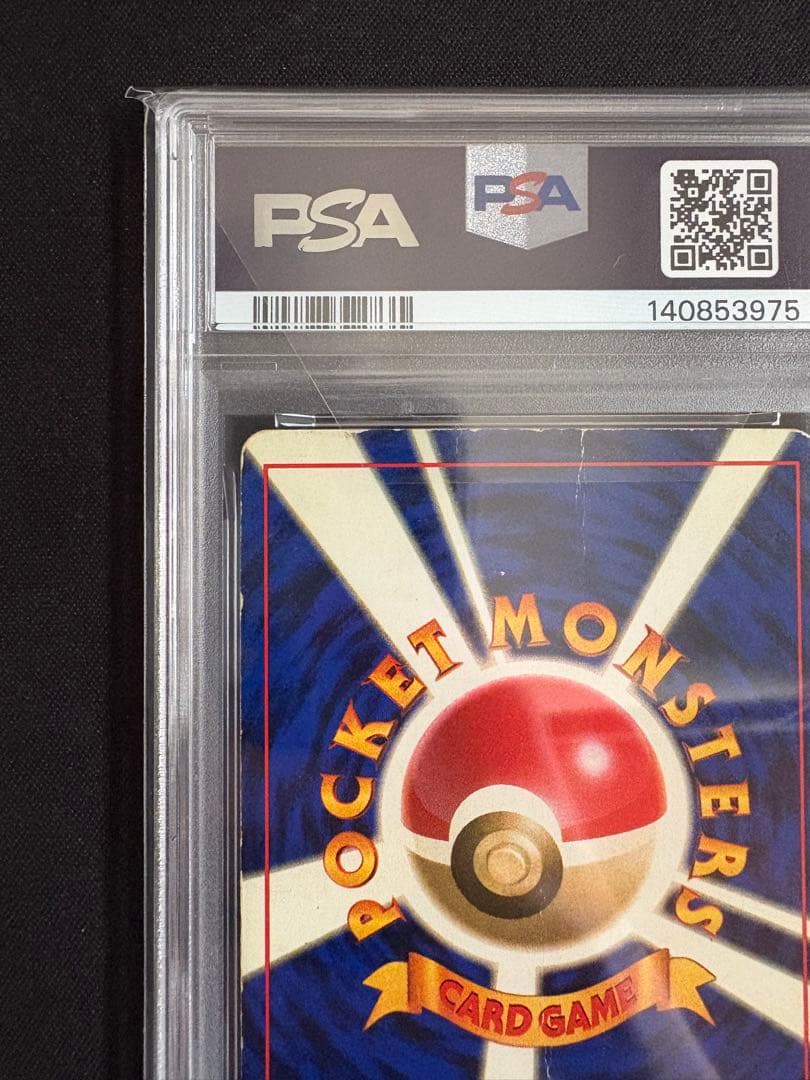 PSA
PSA
140853975
POCKET MONSTERS
CARD GAME